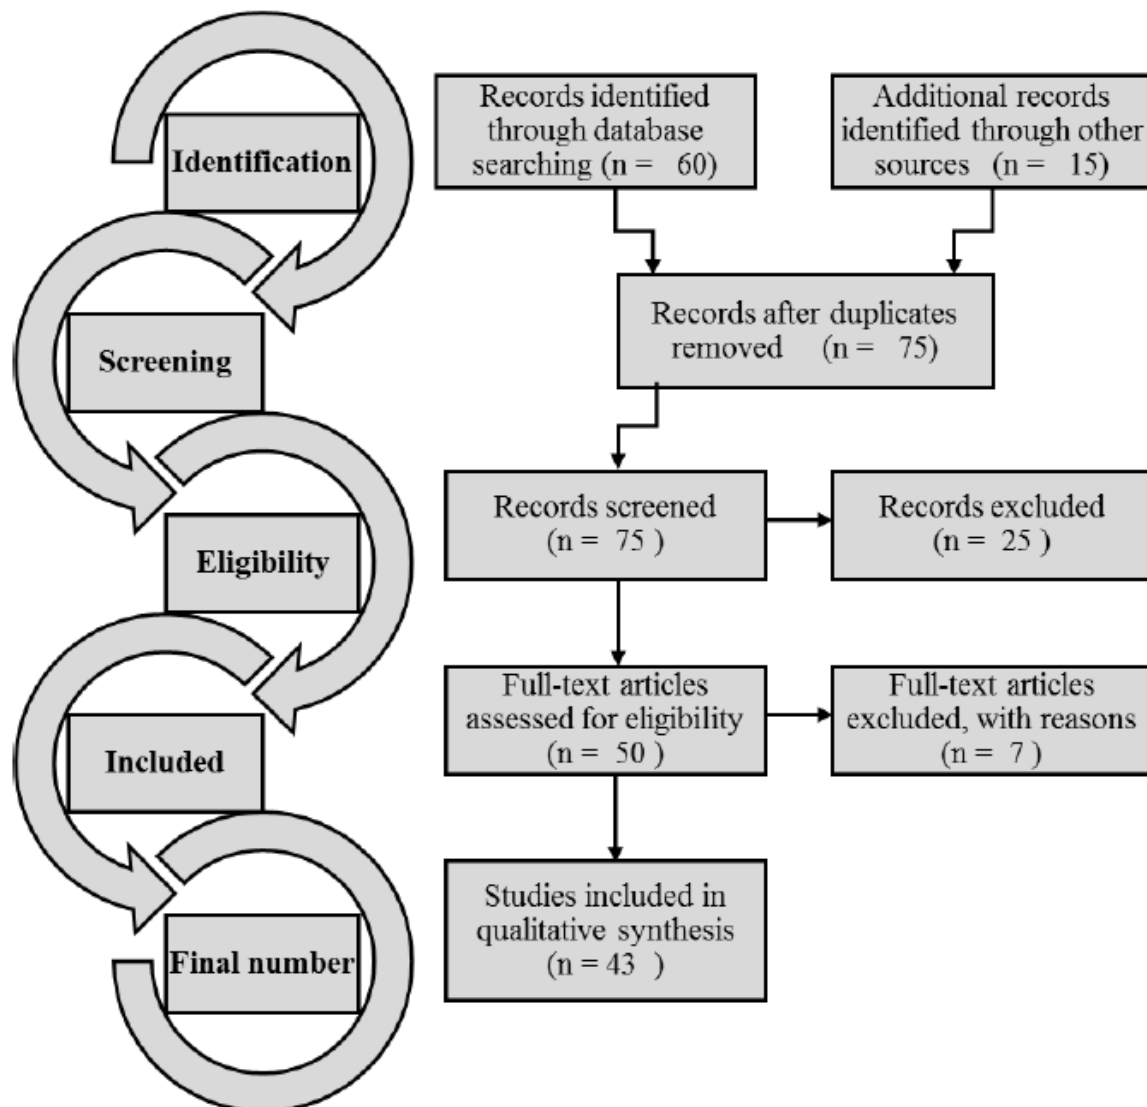 Identification
Screening
Eligibility
Included
Final number
Records identified
through database
searching (n = 60)
Additional records
identified through other
sources (n = 15)
Records after duplicates
removed (n = 75)
Records screened
(n = 75 )
Records excluded
(n = 25 )
Full-text articles
assessed for eligibility
(n = 50 )
Full-text articles
excluded, with reasons
(n = 7 )
Studies included in
qualitative synthesis
(n = 43 )